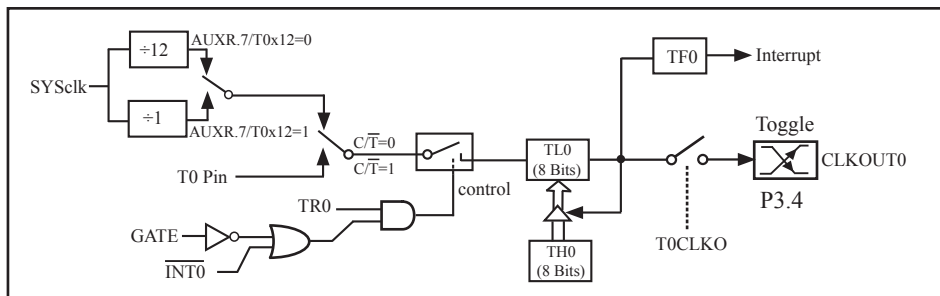 ÷12
AUXR.7/T0x12=0
SYSclk
÷1
AUXR.7/T0x12=1
T0 Pin
C/T̅=0
C/T̅=1
control
TR0
GATE
I̅N̅T̅0̅
TL0
(8 Bits)
TH0
(8 Bits)
TF0
Interrupt
Toggle
CLKOUT0
P3.4
T0CLKO